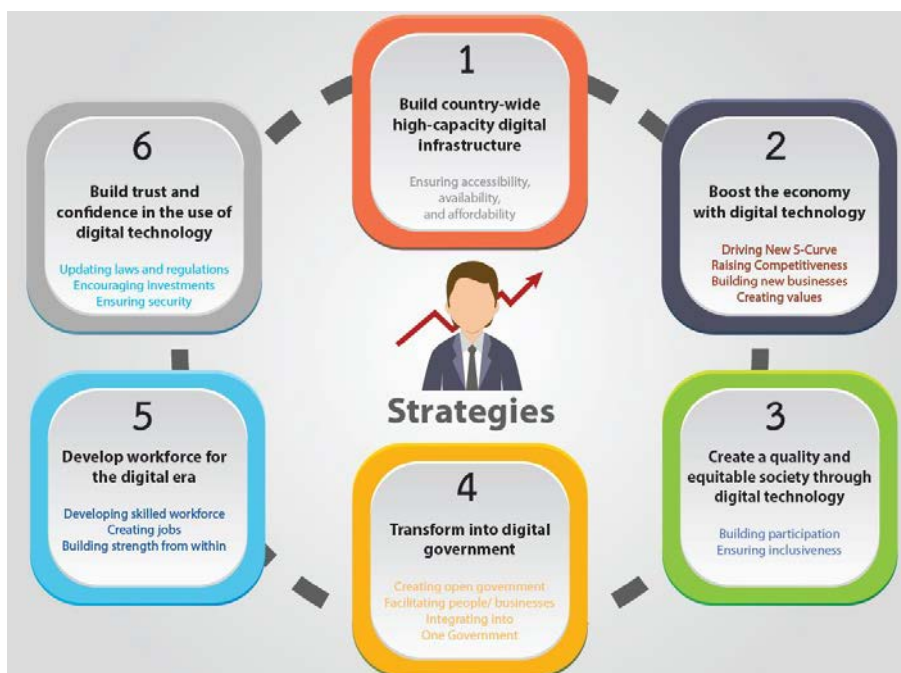 1
Build country-wide
high-capacity digital
infrastructure
Ensuring accessibility,
availability,
and affordability
2
Boost the economy
with digital technology
Driving New S-Curve
Raising Competitiveness
Building new businesses
Creating values
3
Create a quality and
equitable society through
digital technology
Building participation
Ensuring inclusiveness
4
Transform into digital
government
Creating open government
Facilitating people/ businesses
Integrating into
One Government
5
Develop workforce for
the digital era
Developing skilled workforce
Creating jobs
Building strength from within
6
Build trust and
confidence in the use of
digital technology
Updating laws and regulations
Encouraging investments
Ensuring security
Strategies